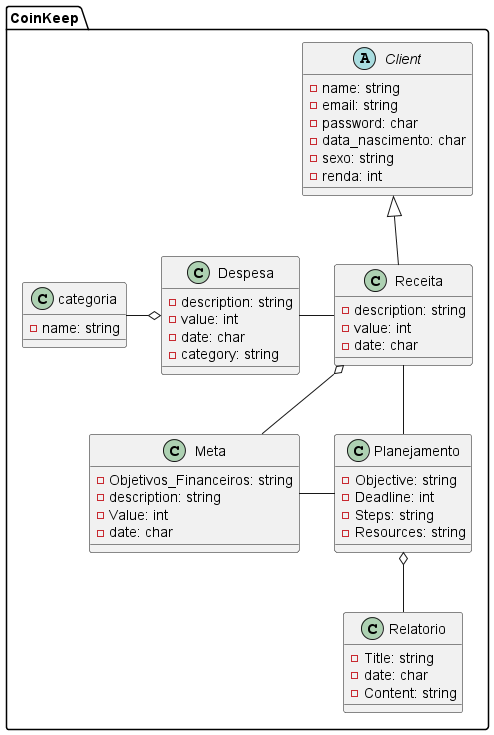 CoinKeep
A Client
name: string
email: string
password: char
data_nascimento: char
sexo: string
renda: int
C categoria
name: string
C Despesa
description: string
value: int
date: char
category: string
C Receita
description: string
value: int
date: char
C Meta
Objetivos_Financeiros: string
description: string
Value: int
date: char
C Planejamento
Objective: string
Deadline: int
Steps: string
Resources: string
C Relatorio
Title: string
date: char
Content: string